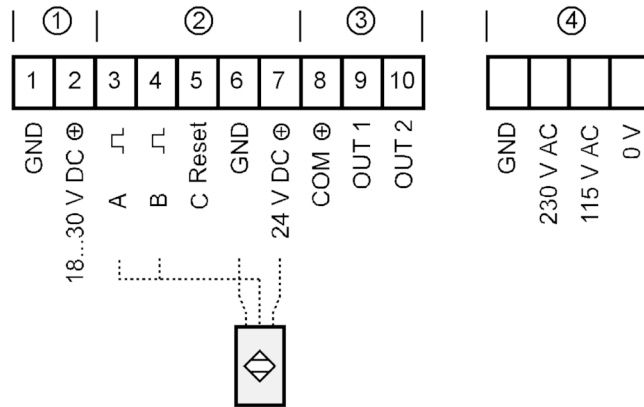 ① ② ③ ④
1 2 3 4 5 6 7 8 9 10
GND
18...30 V DC ⊕
A
B
C Reset
GND
24 V DC ⊕
COM ⊕
OUT 1
OUT 2
GND
230 V AC
115 V AC
0 V